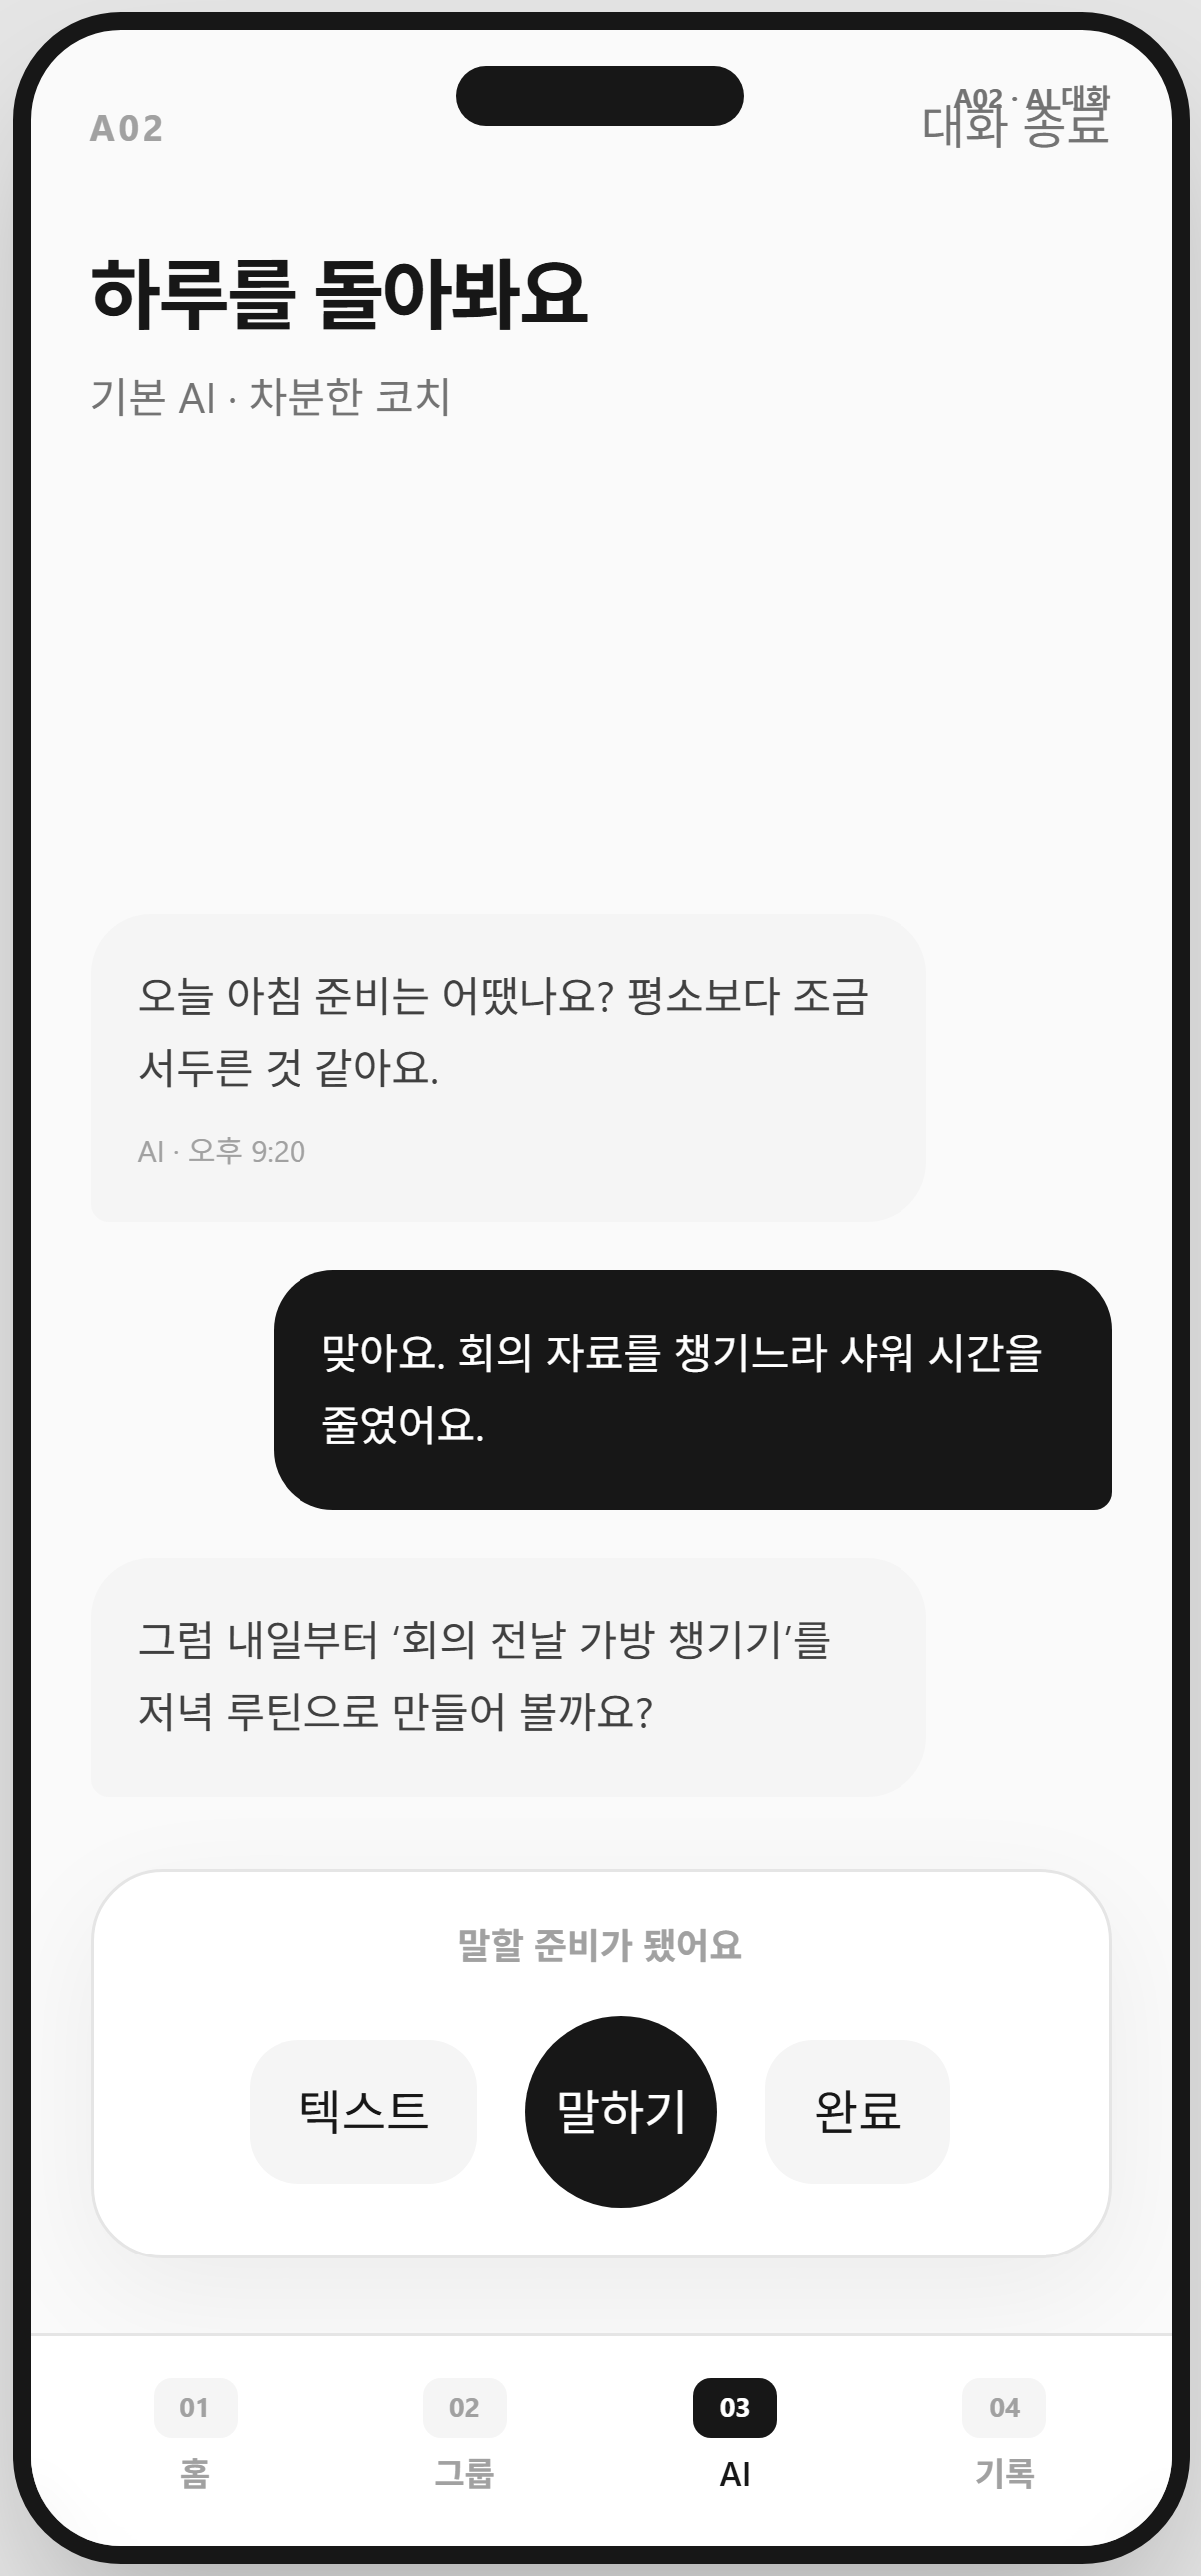 A02
A02 · AI 대화
대화 종료
하루를 돌아봐요
기본 AI · 차분한 코치
오늘 아침 준비는 어땠나요? 평소보다 조금
서두른 것 같아요.
AI · 오후 9:20
맞아요. 회의 자료를 챙기느라 샤워 시간을
줄였어요.
그럼 내일부터 ‘회의 전날 가방 챙기기’를
저녁 루틴으로 만들어 볼까요?
말할 준비가 됐어요
텍스트
말하기
완료
01
02
03
04
홈
그룹
AI
기록